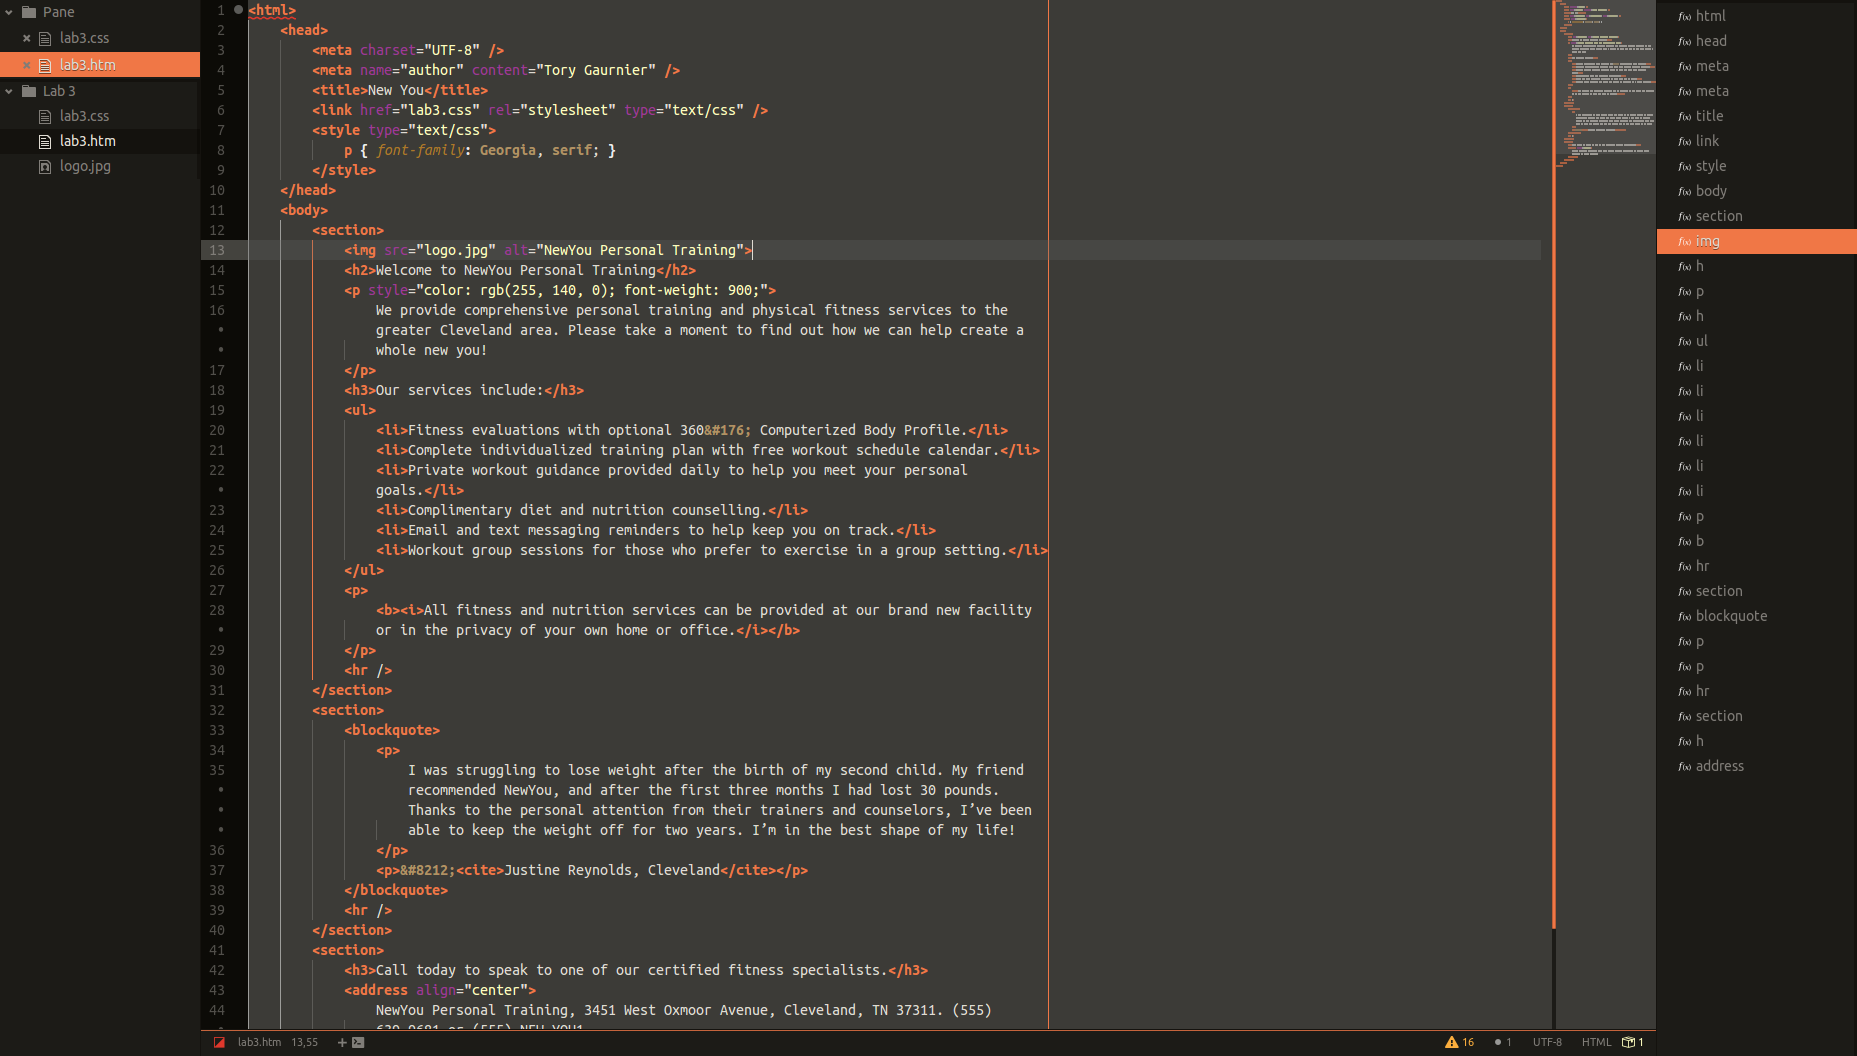 Pane
lab3.css
lab3.htm
Lab 3
lab3.css
lab3.htm
logo.jpg
1 <html>
2 <head>
3 <meta charset="UTF-8" />
4 <meta name="author" content="Tory Gaurnier" />
5 <title>New You</title>
6 <link href="lab3.css" rel="stylesheet" type="text/css" />
7 <style type="text/css">
8 p { font-family: Georgia, serif; }
9 </style>
10 </head>
11 <body>
12 <section>
13 <img src="logo.jpg" alt="NewYou Personal Training">
14 <h2>Welcome to NewYou Personal Training</h2>
15 <p style="color: rgb(255, 140, 0); font-weight: 900;">
16 We provide comprehensive personal training and physical fitness services to the
• greater Cleveland area. Please take a moment to find out how we can help create a
• whole new you!
17 </p>
18 <h3>Our services include:</h3>
19 <ul>
20 <li>Fitness evaluations with optional 360&#176; Computerized Body Profile.</li>
21 <li>Complete individualized training plan with free workout schedule calendar.</li>
22 <li>Private workout guidance provided daily to help you meet your personal
• goals.</li>
23 <li>Complimentary diet and nutrition counselling.</li>
24 <li>Email and text messaging reminders to help keep you on track.</li>
25 <li>Workout group sessions for those who prefer to exercise in a group setting.</li>
26 </ul>
27 <p>
28 <b><i>All fitness and nutrition services can be provided at our brand new facility
• or in the privacy of your own home or office.</i></b>
29 </p>
30 <hr />
31 </section>
32 <section>
33 <blockquote>
34 <p>
35 I was struggling to lose weight after the birth of my second child. My friend
• recommended NewYou, and after the first three months I had lost 30 pounds.
• Thanks to the personal attention from their trainers and counselors, I’ve been
• able to keep the weight off for two years. I’m in the best shape of my life!
36 </p>
37 <p>&#8212;<cite>Justine Reynolds, Cleveland</cite></p>
38 </blockquote>
39 <hr />
40 </section>
41 <section>
42 <h3>Call today to speak to one of our certified fitness specialists.</h3>
43 <address align="center">
44 NewYou Personal Training, 3451 West Oxmoor Avenue, Cleveland, TN 37311. (555)
lab3.htm 13,55
16 1 UTF-8 HTML 1
f(x) html
f(x) head
f(x) meta
f(x) meta
f(x) title
f(x) link
f(x) style
f(x) body
f(x) section
f(x) img
f(x) h
f(x) p
f(x) h
f(x) ul
f(x) li
f(x) li
f(x) li
f(x) li
f(x) li
f(x) li
f(x) p
f(x) b
f(x) hr
f(x) section
f(x) blockquote
f(x) p
f(x) p
f(x) hr
f(x) section
f(x) h
f(x) address